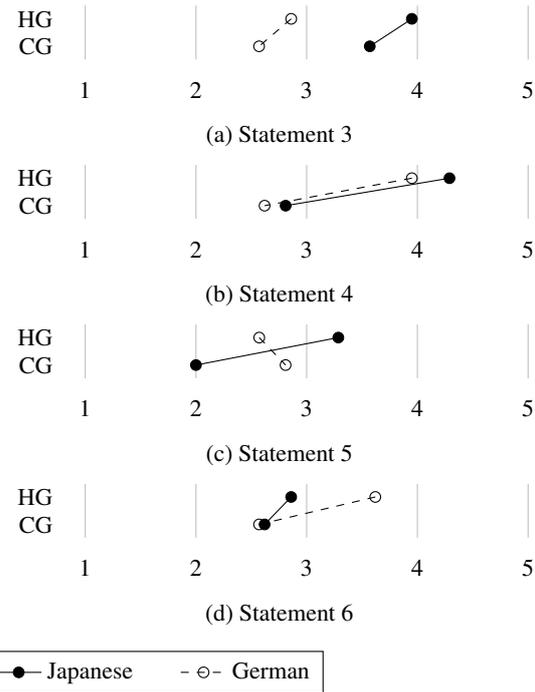 HG
CG
1 2 3 4 5
(a) Statement 3
HG
CG
1 2 3 4 5
(b) Statement 4
HG
CG
1 2 3 4 5
(c) Statement 5
HG
CG
1 2 3 4 5
(d) Statement 6
Japanese German